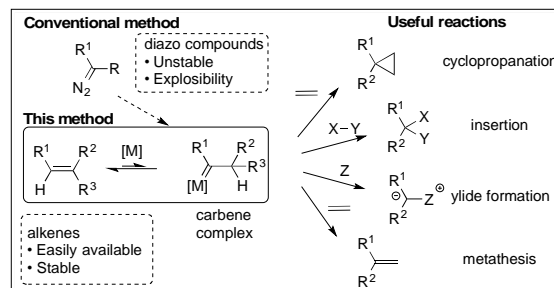 Conventional method
R1
R
N2
diazo compounds
• Unstable
• Explosibility
This method
R1
R2
H
R3
[M]
R1
R2
R3
[M]
H
carbene
complex
alkenes
• Easily available
• Stable
Useful reactions
R1
R2
cyclopropanation
X–Y
R1
X
R2
Y
insertion
Z
R1
⊖
Z
⊕
R2
ylide formation
R1
R2
metathesis